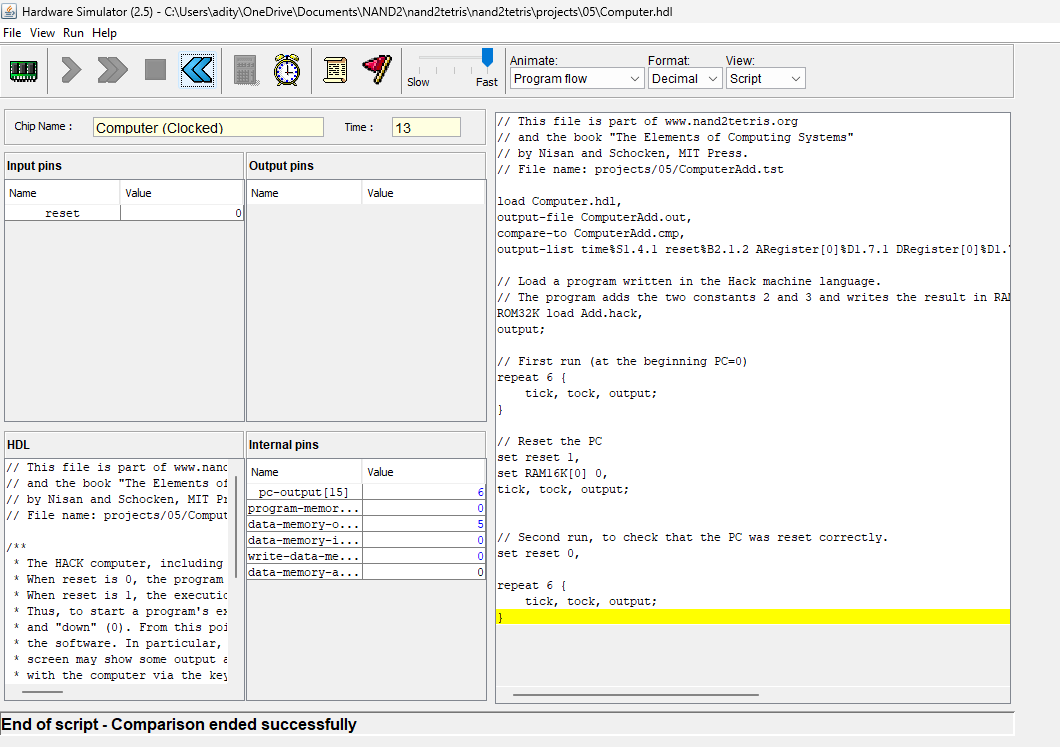 Hardware Simulator (2.5) - C:\Users\adity\OneDrive\Documents\NAND2\nand2tetris\nand2tetris\projects\05\Computer.hdl
File View Run Help
Slow Fast
Animate:
Program flow
Format:
Decimal
View:
Script
Chip Name : Computer (Clocked) Time : 13
Input pins
Name Value
reset 0
Output pins
Name Value
HDL
// This file is part of www.nand
// and the book "The Elements of
// by Nisan and Schocken, MIT Pr
// File name: projects/05/Comput
/**
* The HACK computer, including
* When reset is 0, the program
* When reset is 1, the executio
* Thus, to start a program's ex
* and "down" (0). From this poi
* the software. In particular,
* screen may show some output a
* with the computer via the key
Internal pins
Name Value
pc-output[15] 6
program-memor... 0
data-memory-o... 5
data-memory-i... 0
write-data-me... 0
data-memory-a... 0
// This file is part of www.nand2tetris.org
// and the book "The Elements of Computing Systems"
// by Nisan and Schocken, MIT Press.
// File name: projects/05/ComputerAdd.tst
load Computer.hdl,
output-file ComputerAdd.out,
compare-to ComputerAdd.cmp,
output-list time%S1.4.1 reset%B2.1.2 ARegister[0]%D1.7.1 DRegister[0]%D1.
// Load a program written in the Hack machine language.
// The program adds the two constants 2 and 3 and writes the result in RA
ROM32K load Add.hack,
output;
// First run (at the beginning PC=0)
repeat 6 {
tick, tock, output;
}
// Reset the PC
set reset 1,
set RAM16K[0] 0,
tick, tock, output;
// Second run, to check that the PC was reset correctly.
set reset 0,
repeat 6 {
tick, tock, output;
}
End of script - Comparison ended successfully